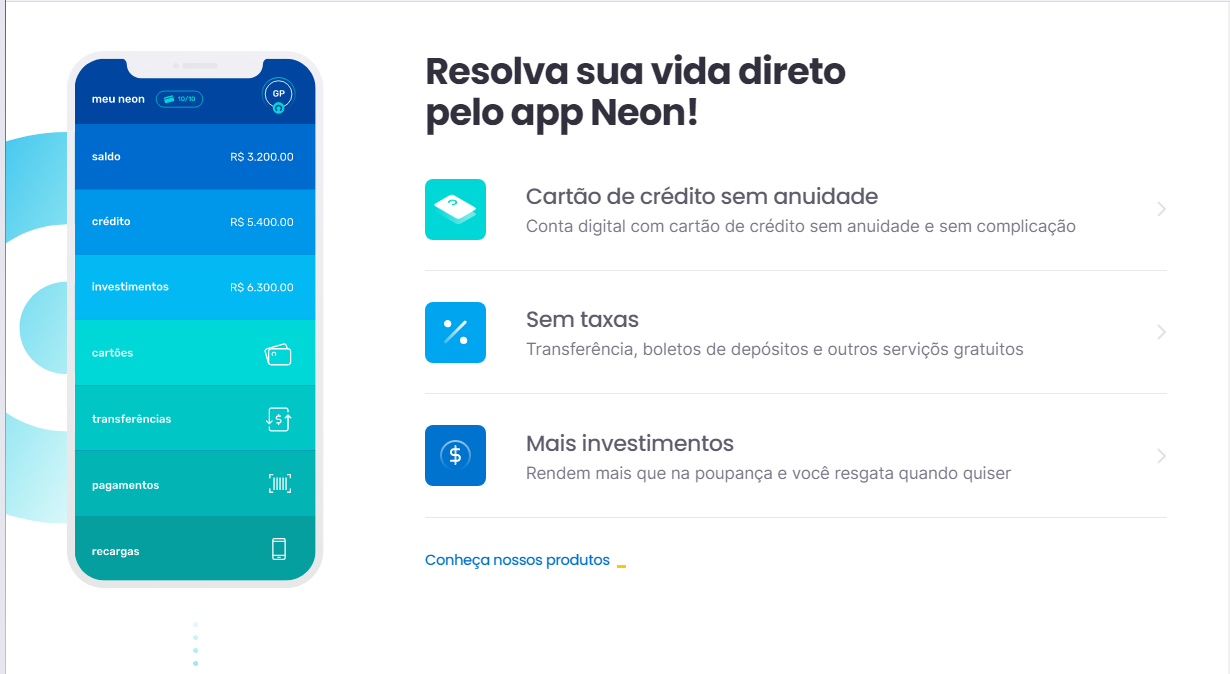 meu neon 10/10 GP
saldo R$ 3.200.00
crédito R$ 5.400.00
investimentos R$ 6.300.00
cartões
transferências
pagamentos
recargas
Resolva sua vida direto
pelo app Neon!
Cartão de crédito sem anuidade
Conta digital com cartão de crédito sem anuidade e sem complicação
Sem taxas
Transferência, boletos de depósitos e outros serviçõs gratuitos
Mais investimentos
Rendem mais que na poupança e você resgata quando quiser
Conheça nossos produtos